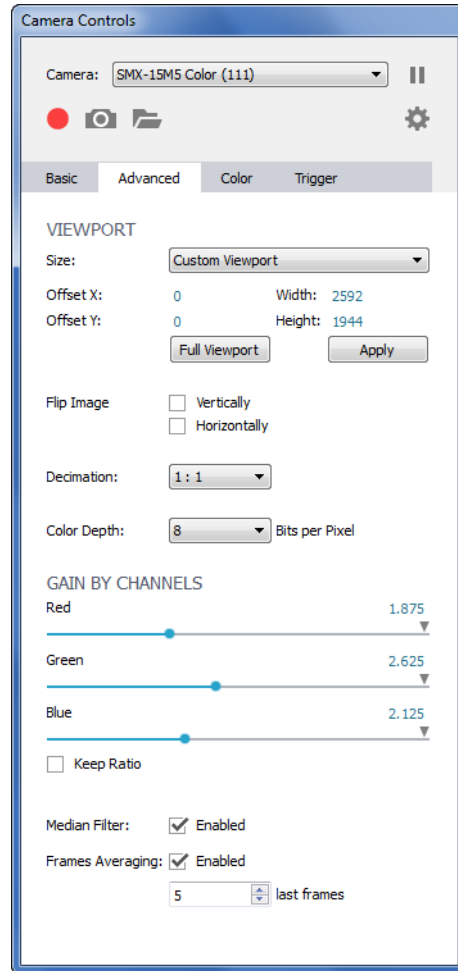 Camera Controls
Camera: SMX-15M5 Color (111)
Basic Advanced Color Trigger
VIEWPORT
Size: Custom Viewport
Offset X: 0 Width: 2592
Offset Y: 0 Height: 1944
Full Viewport Apply
Flip Image Vertically
Horizontally
Decimation: 1 : 1
Color Depth: 8 Bits per Pixel
GAIN BY CHANNELS
Red 1.875
Green 2.625
Blue 2.125
Keep Ratio
Median Filter: Enabled
Frames Averaging: Enabled
5 last frames